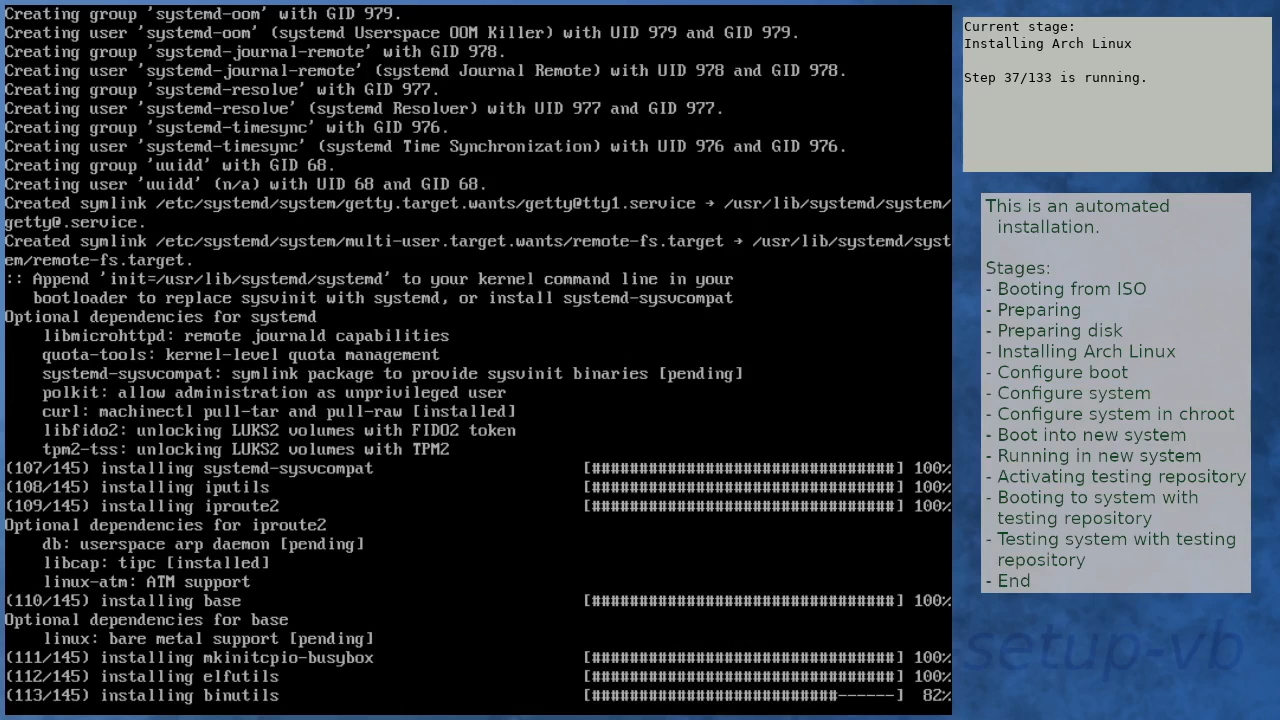 Creating group 'systemd-oom' with GID 979.
Creating user 'systemd-oom' (systemd Userspace OOM Killer) with UID 979 and GID 979.
Creating group 'systemd-journal-remote' with GID 978.
Creating user 'systemd-journal-remote' (systemd Journal Remote) with UID 978 and GID 978.
Creating group 'systemd-resolve' with GID 977.
Creating user 'systemd-resolve' (systemd Resolver) with UID 977 and GID 977.
Creating group 'systemd-timesync' with GID 976.
Creating user 'systemd-timesync' (systemd Time Synchronization) with UID 976 and GID 976.
Creating group 'uuidd' with GID 68.
Creating user 'uuidd' (n/a) with UID 68 and GID 68.
Created symlink /etc/systemd/system/getty.target.wants/getty@tty1.service → /usr/lib/systemd/system/
getty@.service.
Created symlink /etc/systemd/system/multi-user.target.wants/remote-fs.target → /usr/lib/systemd/syst
em/remote-fs.target.
:: Append 'init=/usr/lib/systemd/systemd' to your kernel command line in your
   bootloader to replace sysvinit with systemd, or install systemd-sysvcompat
Optional dependencies for systemd
    libmicrohttpd: remote journald capabilities
    quota-tools: kernel-level quota management
    systemd-sysvcompat: symlink package to provide sysvinit binaries [pending]
    polkit: allow administration as unprivileged user
    curl: machinectl pull-tar and pull-raw [installed]
    libfido2: unlocking LUKS2 volumes with FIDO2 token
    tpm2-tss: unlocking LUKS2 volumes with TPM2
(107/145) installing systemd-sysvcompat [################################] 100%
(108/145) installing iputils [################################] 100%
(109/145) installing iproute2 [################################] 100%
Optional dependencies for iproute2
    db: userspace arp daemon [pending]
    libcap: tipc [installed]
    linux-atm: ATM support
(110/145) installing base [################################] 100%
Optional dependencies for base
    linux: bare metal support [pending]
(111/145) installing mkinitcpio-busybox [################################] 100%
(112/145) installing elfutils [################################] 100%
(113/145) installing binutils [##########################------] 82%
Current stage:
Installing Arch Linux
Step 37/133 is running.
This is an automated
installation.
Stages:
- Booting from ISO
- Preparing
- Preparing disk
- Installing Arch Linux
- Configure boot
- Configure system
- Configure system in chroot
- Boot into new system
- Running in new system
- Activating testing repository
- Booting to system with
testing repository
- Testing system with testing
repository
- End
setup-vb